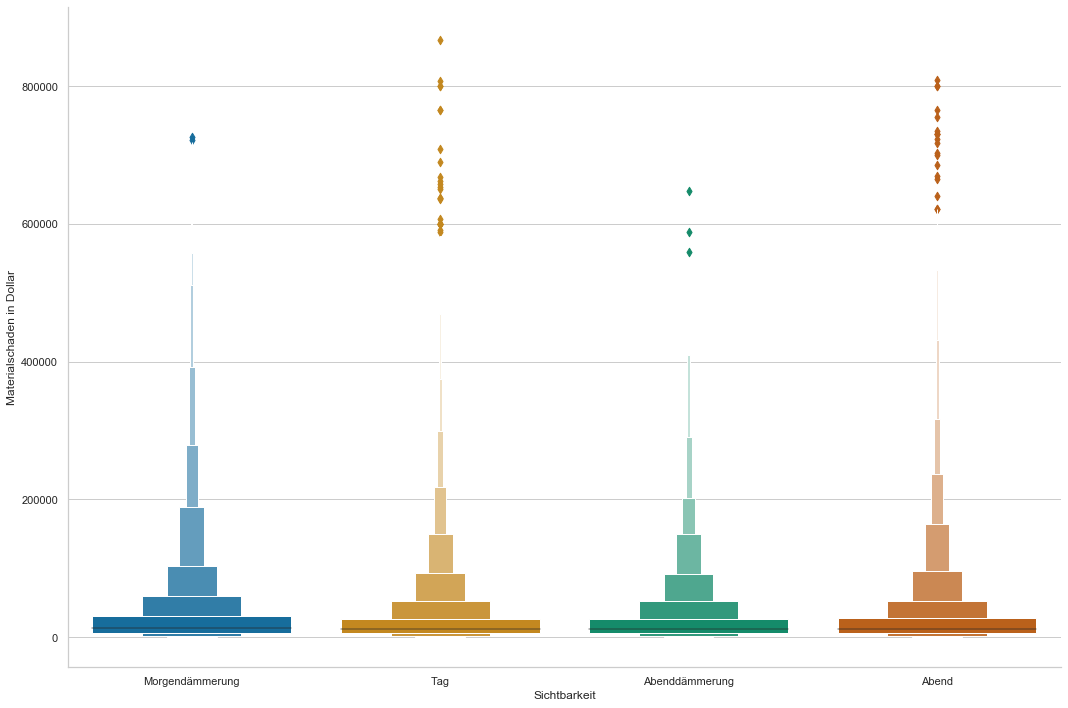 Materialschaden in Dollar
800000
600000
400000
200000
0
Morgendämmerung
Tag
Abenddämmerung
Abend
Sichtbarkeit